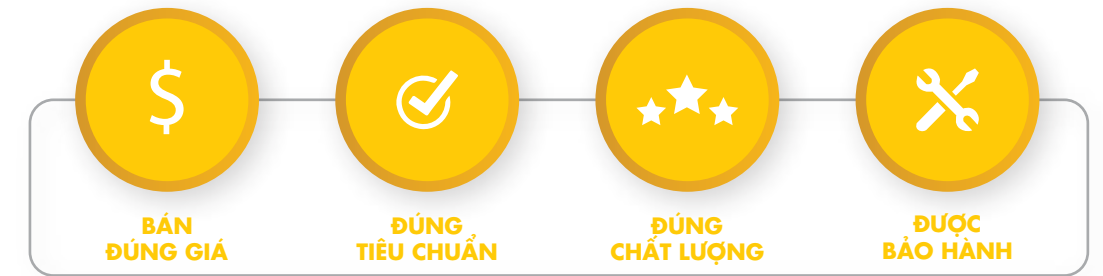 $
BÁN
ĐÚNG GIÁ
ĐÚNG
TIÊU CHUẨN
ĐÚNG
CHẤT LƯỢNG
ĐƯỢC
BẢO HÀNH